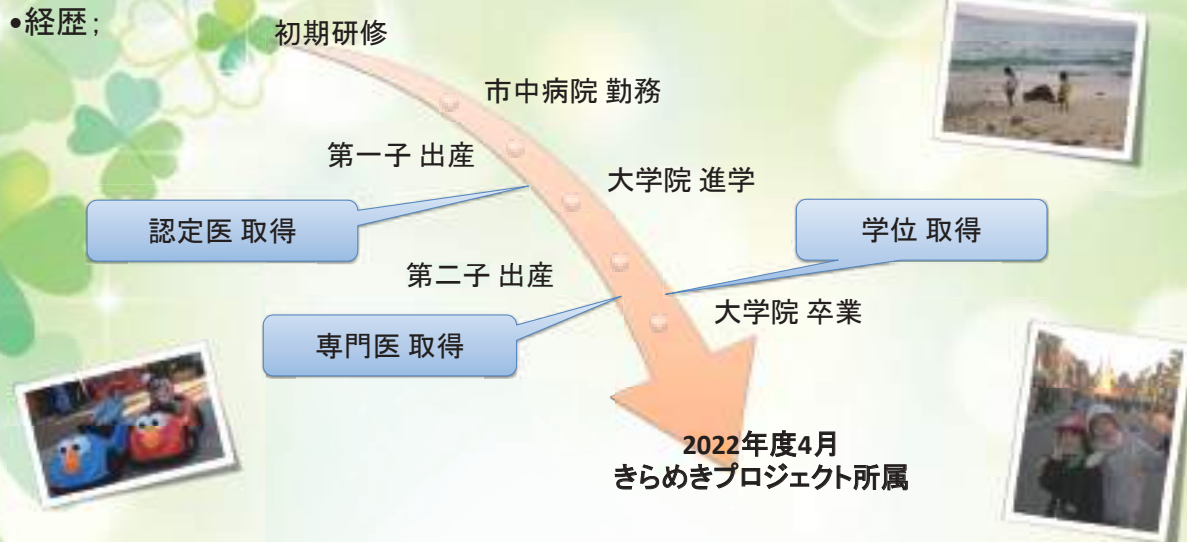 •経歴;
初期研修
市中病院 勤務
第一子 出産
大学院 進学
認定医 取得
学位 取得
第二子 出産
大学院 卒業
専門医 取得
2022年度4月
きらめきプロジェクト所属